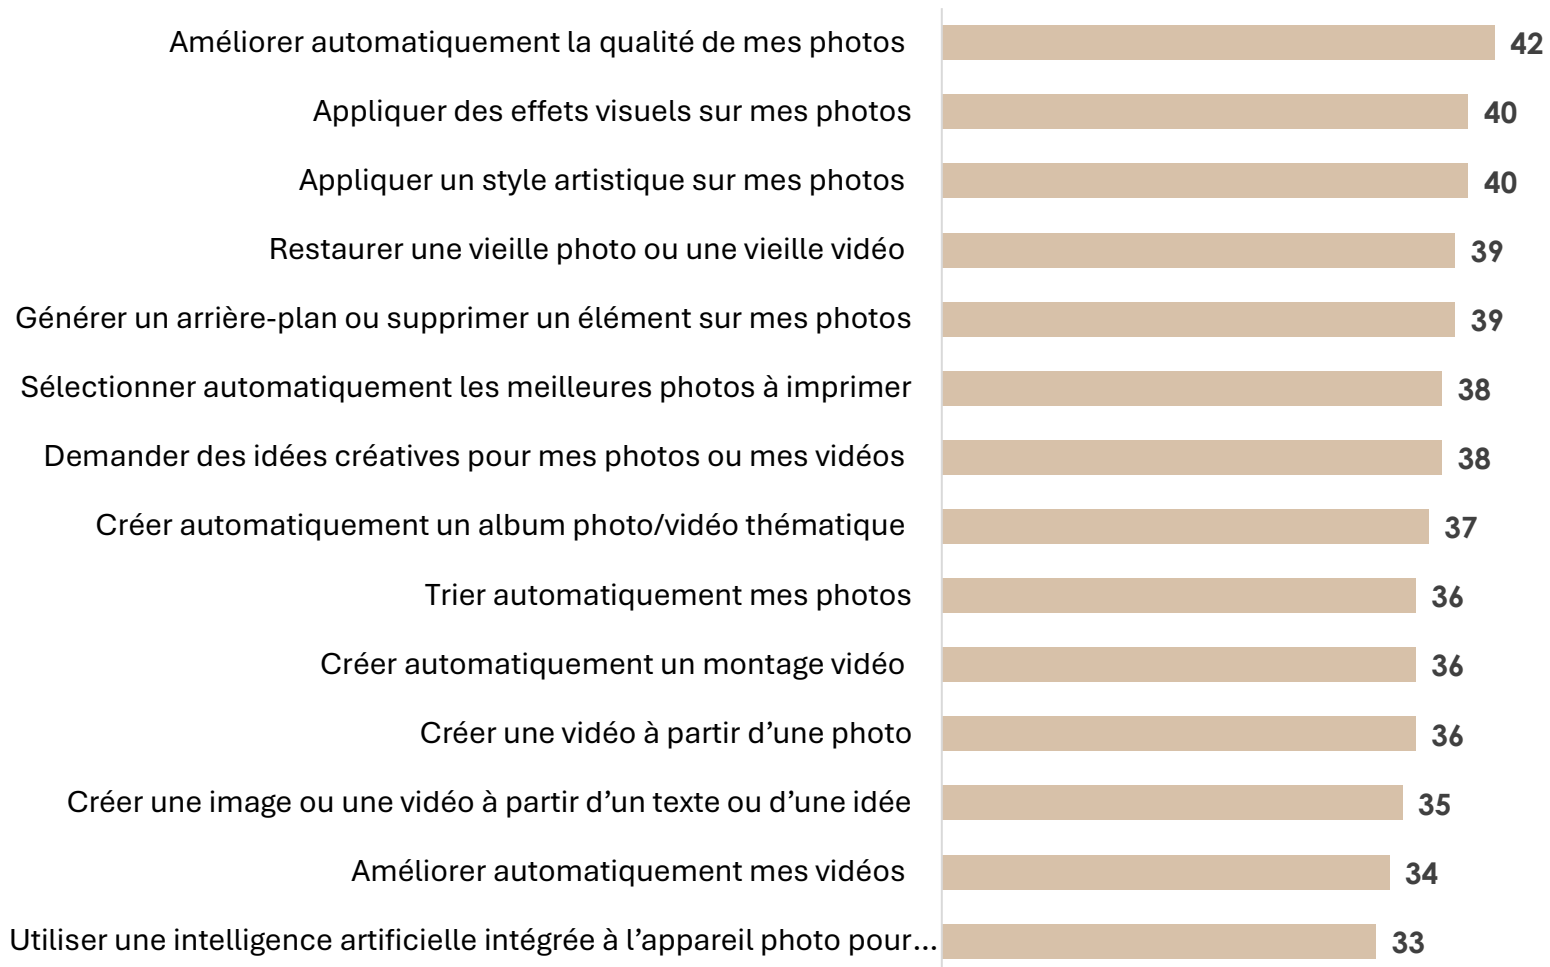 Améliorer automatiquement la qualité de mes photos 42
Appliquer des effets visuels sur mes photos 40
Appliquer un style artistique sur mes photos 40
Restaurer une vieille photo ou une vieille vidéo 39
Générer un arrière-plan ou supprimer un élément sur mes photos 39
Sélectionner automatiquement les meilleures photos à imprimer 38
Demander des idées créatives pour mes photos ou mes vidéos 38
Créer automatiquement un album photo/vidéo thématique 37
Trier automatiquement mes photos 36
Créer automatiquement un montage vidéo 36
Créer une vidéo à partir d’une photo 36
Créer une image ou une vidéo à partir d’un texte ou d’une idée 35
Améliorer automatiquement mes vidéos 34
Utiliser une intelligence artificielle intégrée à l’appareil photo pour... 33